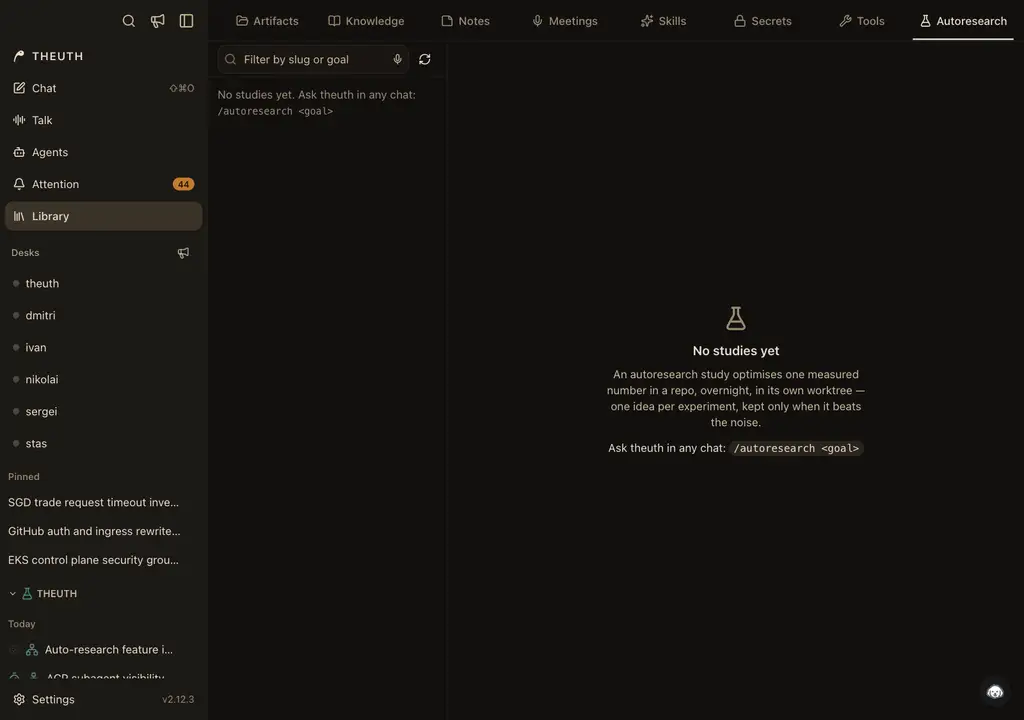 Artifacts
Knowledge
Notes
Meetings
Skills
Secrets
Tools
Autoresearch
THEUTH
Chat
⇧⌘O
Talk
Agents
Attention
44
Library
Desks
theuth
dmitri
ivan
nikolai
sergei
stas
Pinned
SGD trade request timeout inve...
GitHub auth and ingress rewrite...
EKS control plane security grou...
THEUTH
Today
Auto-research feature i...
ACP subagent visibility
Settings
v2.12.3
Filter by slug or goal
No studies yet. Ask theuth in any chat:
/autoresearch <goal>
No studies yet
An autoresearch study optimises one measured
number in a repo, overnight, in its own worktree —
one idea per experiment, kept only when it beats
the noise.
Ask theuth in any chat: /autoresearch <goal>